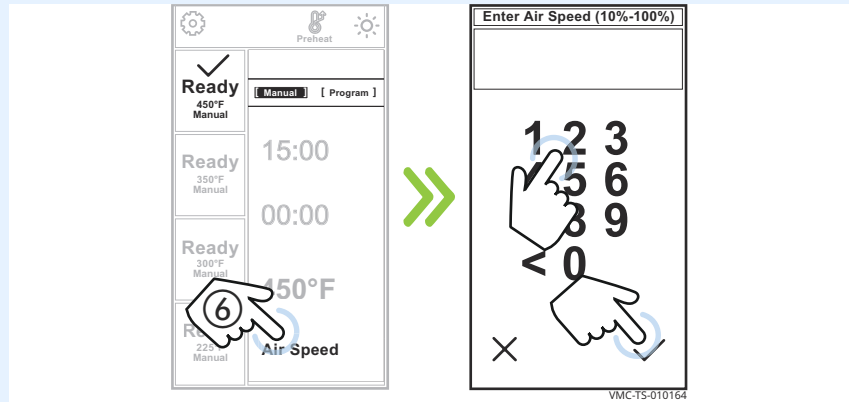 Preheat
Ready
450°F
Manual
[ Manual ] [ Program ]
Ready
350°F
Manual
15:00
00:00
Ready
300°F
Manual
450°F
6
225°F
Manual
Air Speed
Enter Air Speed (10%-100%)
1 2 3
5 6
8 9
< 0
VMC-TS-010164